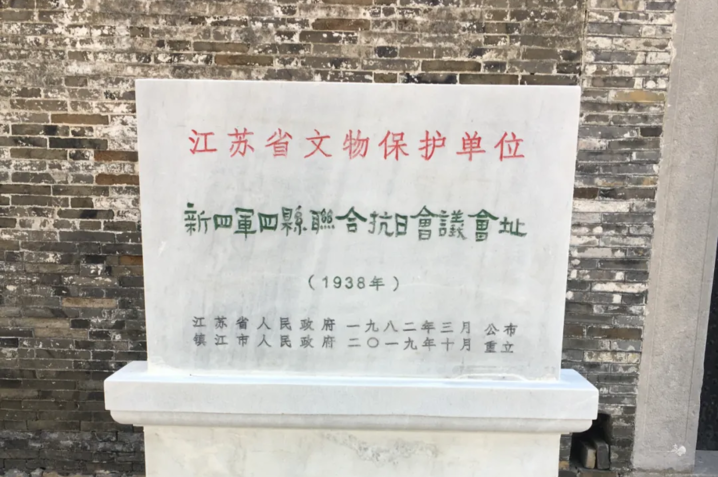 江苏省文物保护单位
新四軍四縣聯合抗日會議會址
（1938年）
江苏省人民政府 一九八二年三月 公布
镇江市人民政府 二〇一九年十月 重立